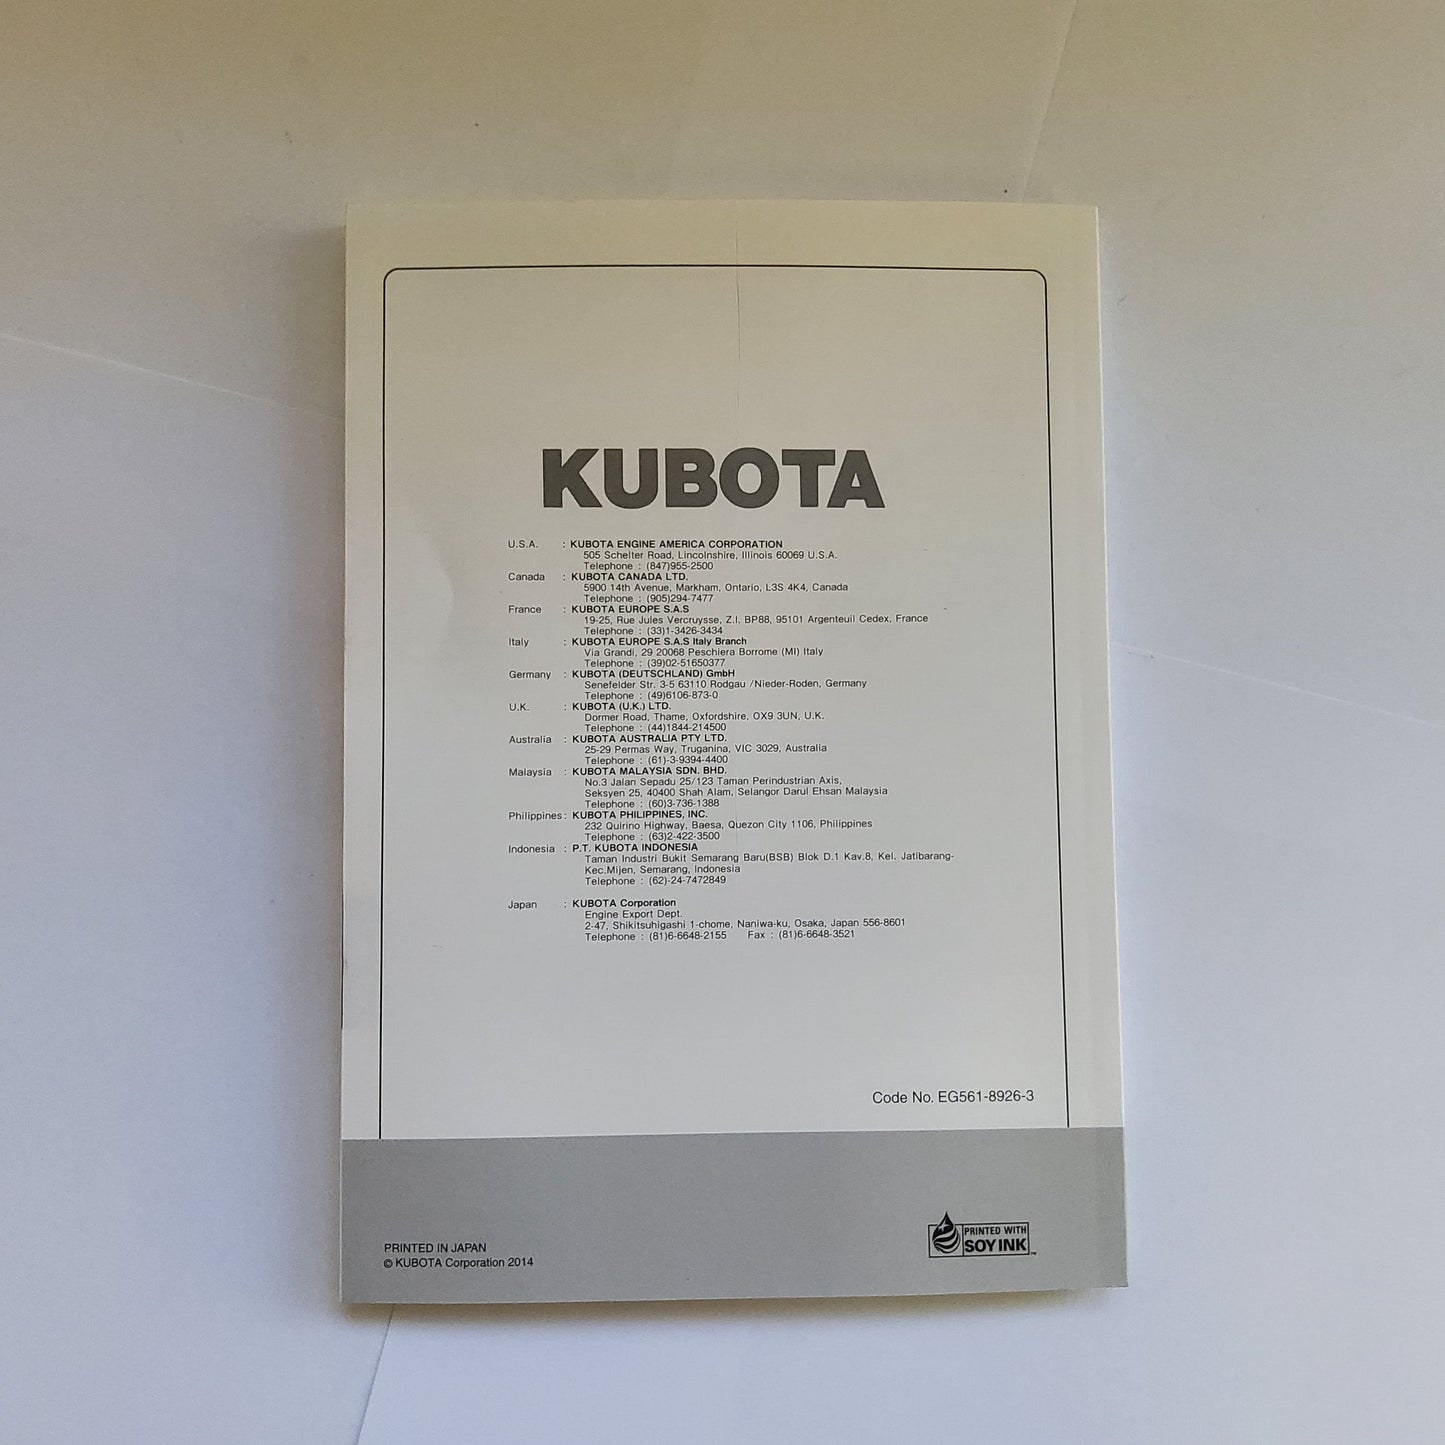 KUBOTA
U.S.A. : KUBOTA ENGINE AMERICA CORPORATION
505 Schelter Road, Lincolnshire, Illinois 60069 U.S.A.
Telephone : (847)955-2500
Canada : KUBOTA CANADA LTD.
5900 14th Avenue, Markham, Ontario, L3S 4K4, Canada
Telephone : (905)294-7477
France : KUBOTA EUROPE S.A.S
19-25, Rue Jules Vercruysse, Z.I. BP88, 95101 Argenteuil Cedex, France
Telephone : (33)1-3426-3434
Italy : KUBOTA EUROPE S.A.S Italy Branch
Via Grandi, 29 20068 Peschiera Borrome (MI) Italy
Telephone : (39)02-51650377
Germany : KUBOTA (DEUTSCHLAND) GmbH
Senefelder Str. 3-5 63110 Rodgau /Nieder-Roden, Germany
Telephone : (49)6106-873-0
U.K. : KUBOTA (U.K.) LTD.
Dormer Road, Thame, Oxfordshire, OX9 3UN, U.K.
Telephone : (44)1844-214500
Australia : KUBOTA AUSTRALIA PTY LTD.
25-29 Permas Way, Truganina, VIC 3029, Australia
Telephone : (61)-3-9394-4400
Malaysia : KUBOTA MALAYSIA SDN. BHD.
No.3 Jalan Sepadu 25/123 Taman Perindustrian Axis,
Seksyen 25, 40400 Shah Alam, Selangor Darul Ehsan Malaysia
Telephone : (60)3-736-1388
Philippines : KUBOTA PHILIPPINES, INC.
232 Quirino Highway, Baesa, Quezon City 1106, Philippines
Telephone : (63)2-422-3500
Indonesia : P.T. KUBOTA INDONESIA
Taman Industri Bukit Semarang Baru(BSB) Blok D.1 Kav.8, Kel. Jatibarang-
Kec.Mijen, Semarang, Indonesia
Telephone : (62)-24-7472849
Japan : KUBOTA Corporation
Engine Export Dept.
2-47, Shikitsuhigashi 1-chome, Naniwa-ku, Osaka, Japan 556-8601
Telephone : (81)6-6648-2155 Fax : (81)6-6648-3521
Code No. EG561-8926-3
PRINTED WITH
SOY INK™
PRINTED IN JAPAN
© KUBOTA Corporation 2014